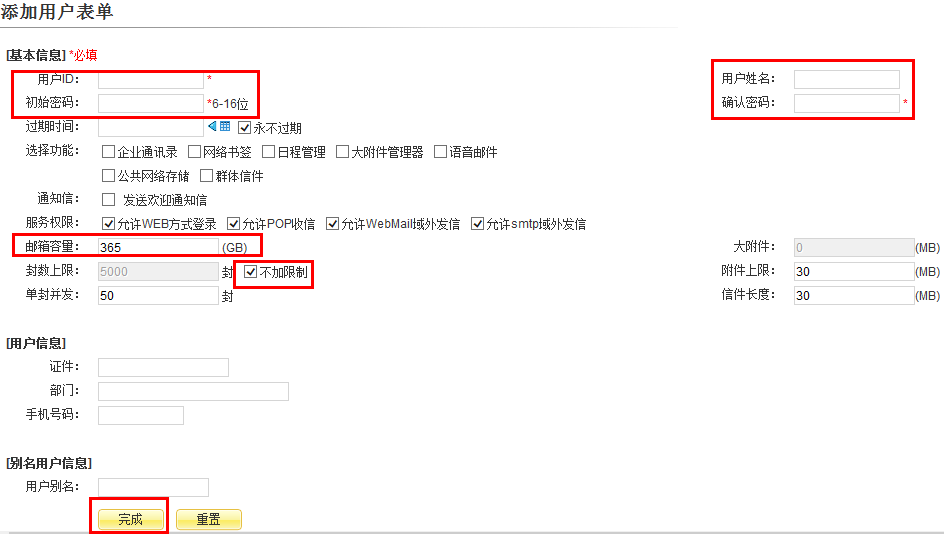 添加用户表单
[基本信息] *必填
用户ID： * 用户姓名：
初始密码： *6-16位 确认密码： *
过期时间： 永不过期
选择功能： 企业通讯录 网络书签 日程管理 大附件管理器 语音邮件
公共网络存储 群体信件
通知信： 发送欢迎通知信
服务权限： 允许WEB方式登录 允许POP收信 允许WebMail域外发信 允许smtp域外发信
邮箱容量： 365 (GB) 大附件： 0 (MB)
封数上限： 5000 封 不加限制 附件上限： 30 (MB)
单封并发： 50 封 信件长度： 30 (MB)
[用户信息]
证件：
部门：
手机号码：
[别名用户信息]
用户别名：
完成 重置